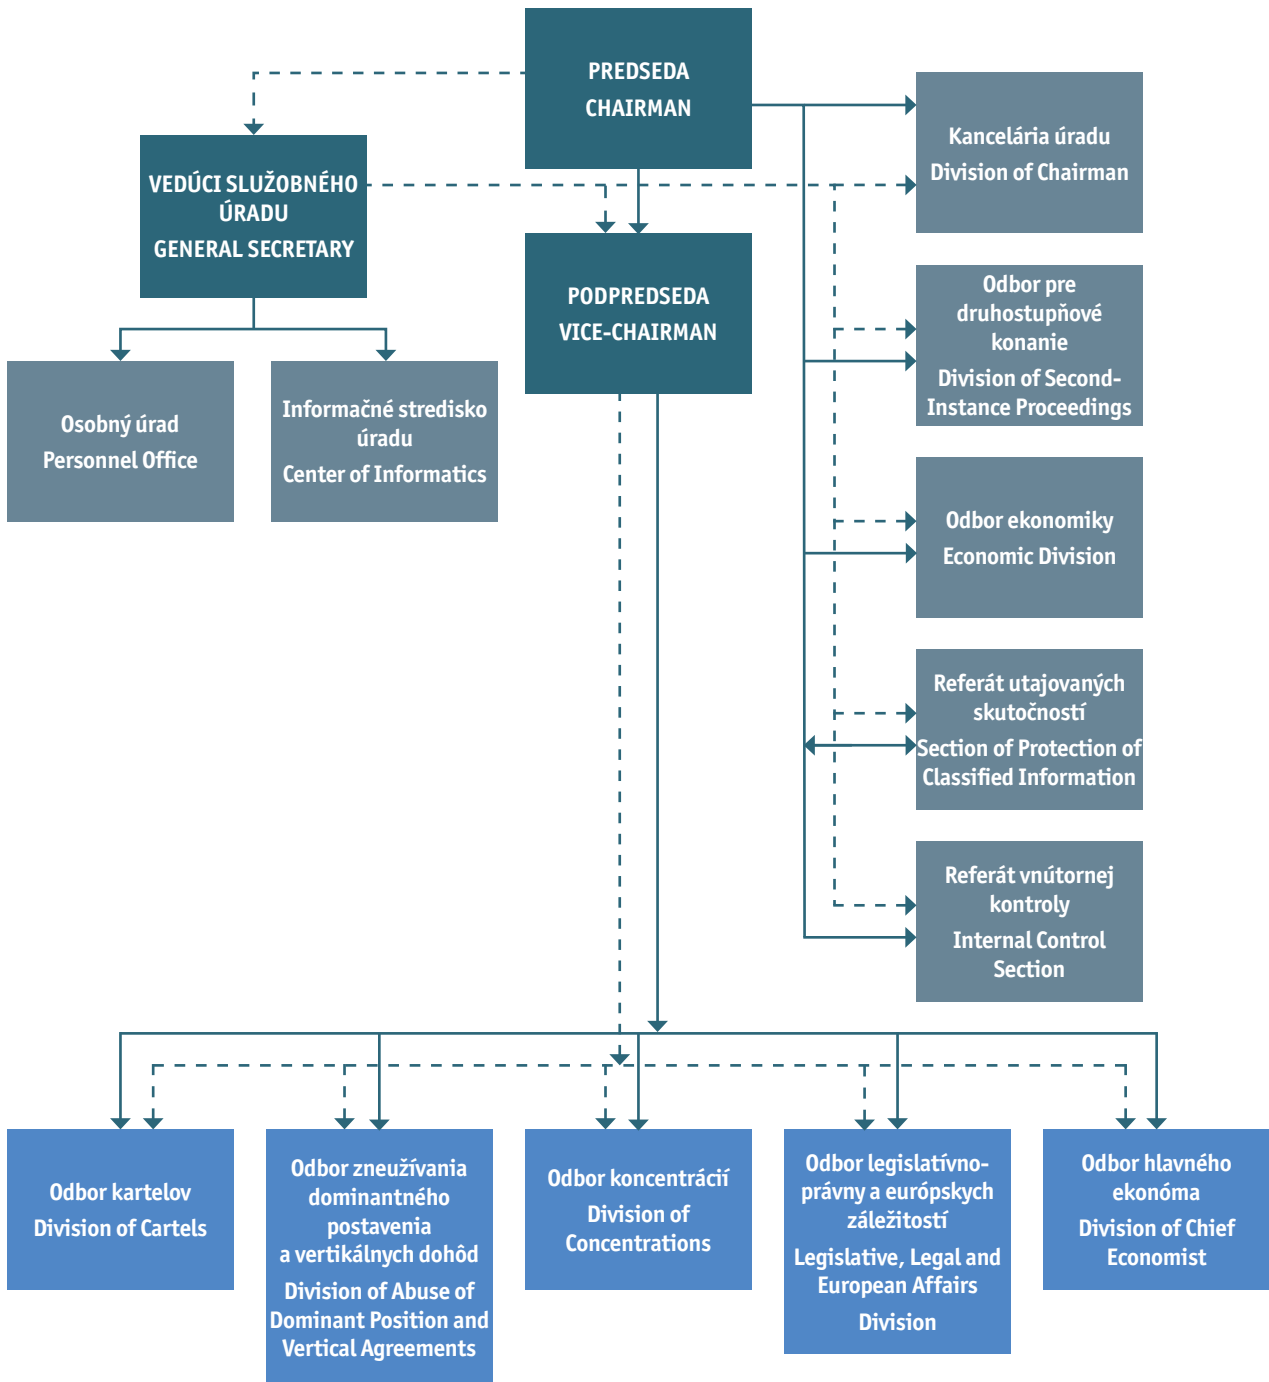 PREDSEDA
CHAIRMAN
Kancelária úradu
Division of Chairman
VEDÚCI SLUŽOBNÉHO
ÚRADU
GENERAL SECRETARY
PODPREDSEDA
VICE-CHAIRMAN
Odbor pre
druhostupňové
konanie
Division of Second-
Instance Proceedings
Osobný úrad
Personnel Office
Informačné stredisko
úradu
Center of Informatics
Odbor ekonomiky
Economic Division
Referát utajovaných
skutočností
Section of Protection of
Classified Information
Referát vnútornej
kontroly
Internal Control
Section
Odbor kartelov
Division of Cartels
Odbor zneužívania
dominantného
postavenia
a vertikálnych dohôd
Division of Abuse of
Dominant Position and
Vertical Agreements
Odbor koncentrácií
Division of
Concentrations
Odbor legislatívno-
právny a európskych
záležitostí
Legislative, Legal and
European Affairs
Division
Odbor hlavného
ekonóma
Division of Chief
Economist